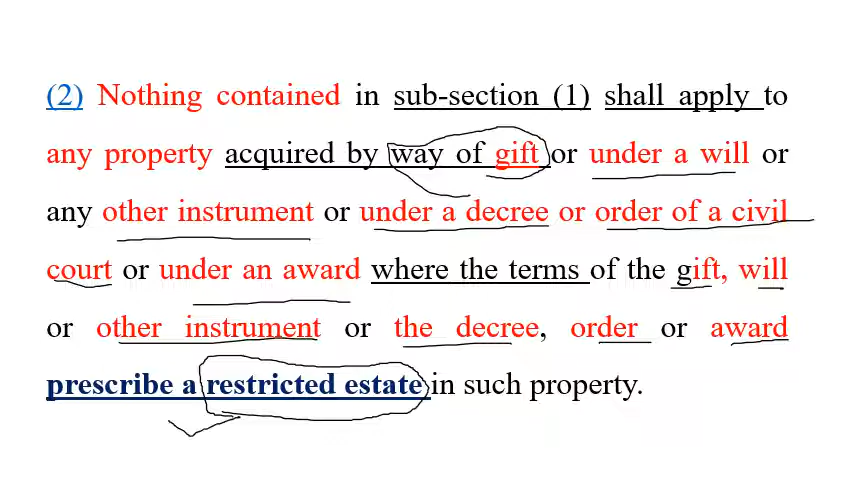 (2) Nothing contained in sub-section (1) shall apply to
any property acquired by way of gift or under a will or
any other instrument or under a decree or order of a civil
court or under an award where the terms of the gift, will
or other instrument or the decree, order or award
prescribe a restricted estate in such property.